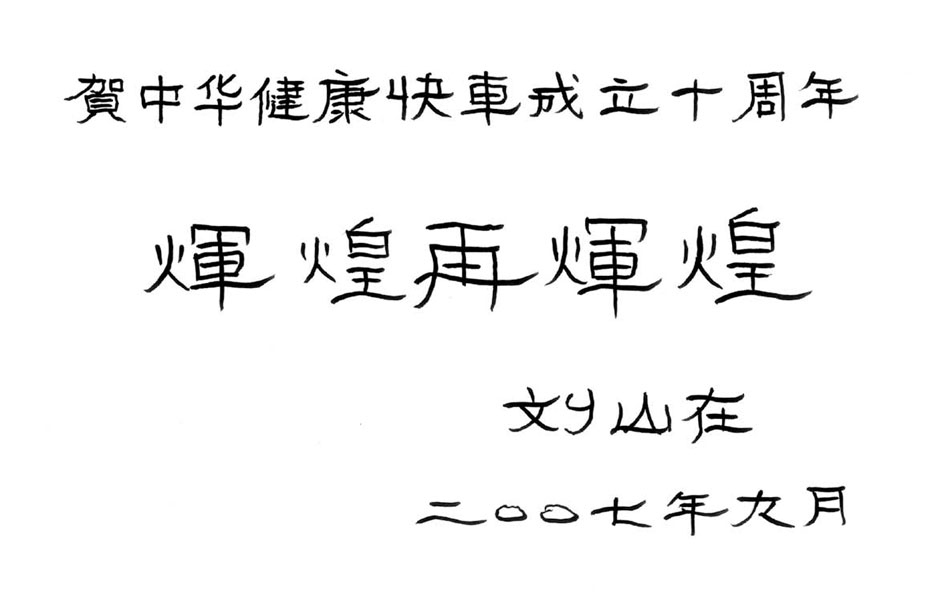 賀中华健康快車成立十周年
煇煌再煇煌
刘山在
二〇〇七年九月